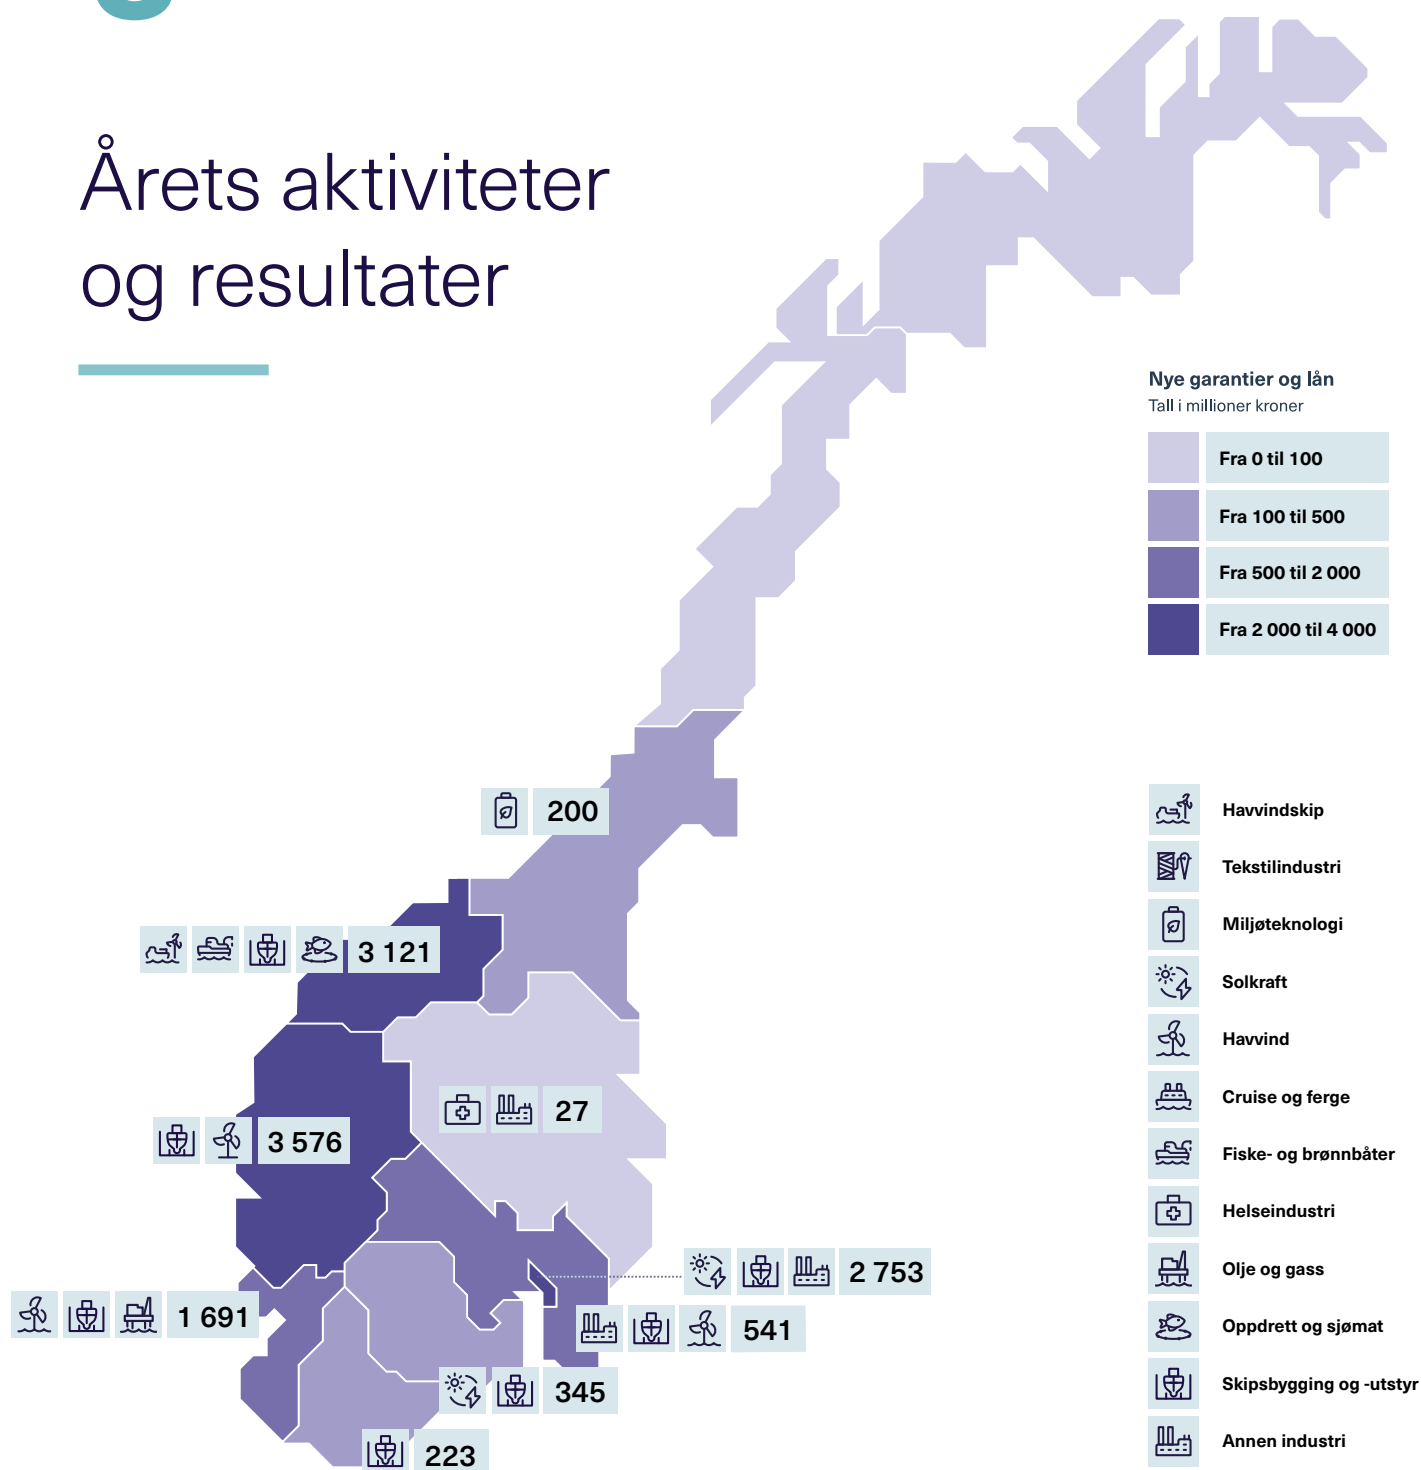 Årets aktiviteter
og resultater
Nye garantier og lån
Tall i millioner kroner
Fra 0 til 100
Fra 100 til 500
Fra 500 til 2 000
Fra 2 000 til 4 000
200
3 121
27
3 576
2 753
1 691
541
345
223
Havvindskip
Tekstilindustri
Miljøteknologi
Solkraft
Havvind
Cruise og ferge
Fiske- og brønnbåter
Helseindustri
Olje og gass
Oppdrett og sjømat
Skipsbygging og -utstyr
Annen industri